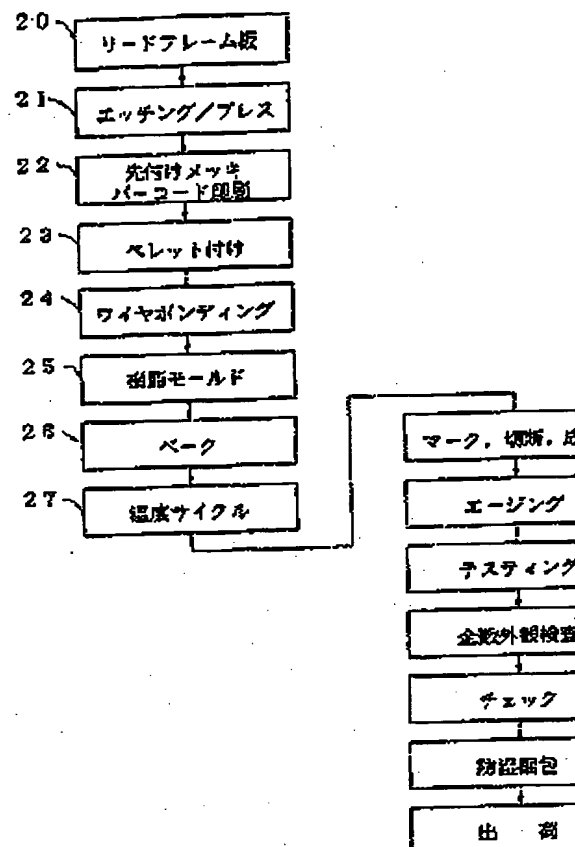 20
リードフレーム板
21
エッチング/プレス
22
先付けメッキ
バーコード印刷
23
ペレット付け
24
ワイヤボンディング
25
樹脂モールド
26
ベーク
27
温度サイクル
マーク,切断,成
エージング
テスティング
全数外観検査
チェック
防湿梱包
出荷